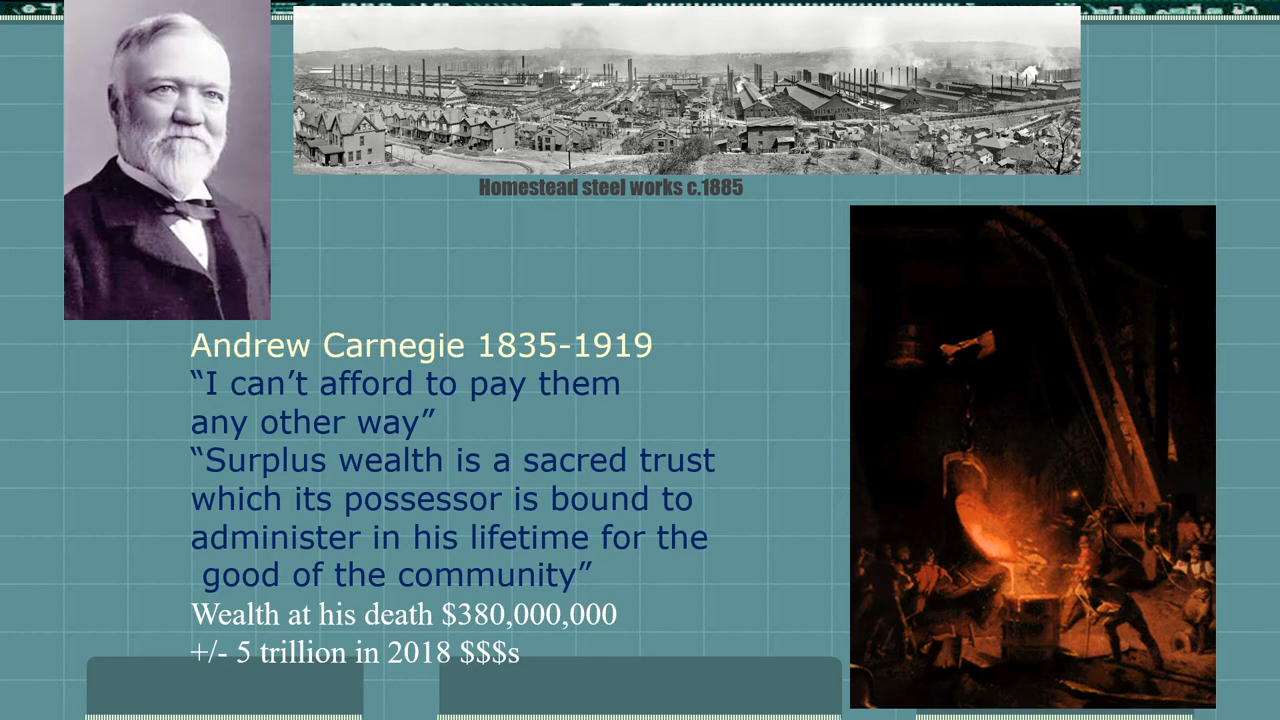 Homestead steel works c.1885
Andrew Carnegie 1835-1919
“I can’t afford to pay them
any other way”
“Surplus wealth is a sacred trust
which its possessor is bound to
administer in his lifetime for the
good of the community”
Wealth at his death $380,000,000
+/- 5 trillion in 2018 $$$s